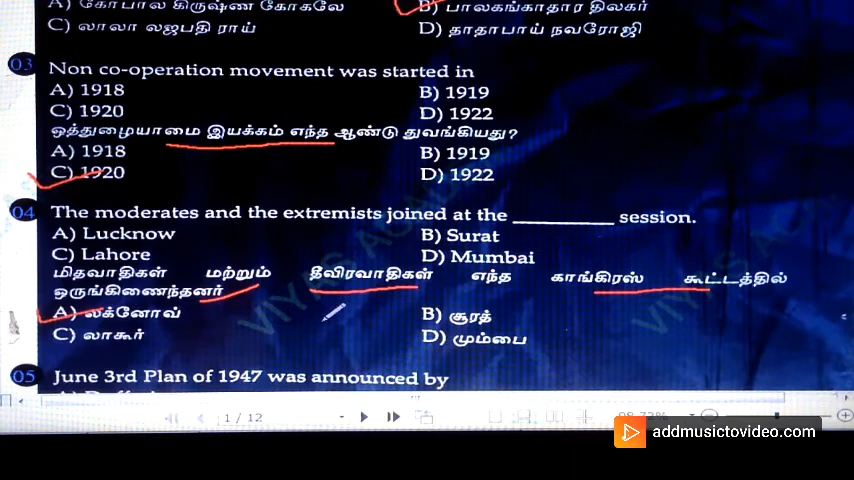 A) கோபால கிருஷ்ண கோகலே B) பாலகங்காதார திலகர்
C) லாலா லஜபதி ராய் D) தாதாபாய் நவரோஜி
03 Non co-operation movement was started in
A) 1918 B) 1919
C) 1920 D) 1922
ஒத்துழையாமை இயக்கம் எந்த ஆண்டு துவங்கியது?
A) 1918 B) 1919
C) 1920 D) 1922
04 The moderates and the extremists joined at the __________ session.
A) Lucknow B) Surat
C) Lahore D) Mumbai
மிதவாதிகள் மற்றும் தீவிரவாதிகள் எந்த காங்கிரஸ் கூட்டத்தில்
ஒருங்கிணைந்தனர்
A) லக்னோவ் B) சூரத்
C) லாகூர் D) மும்பை
05 June 3rd Plan of 1947 was announced by
1 / 12
addmusictovideo.com